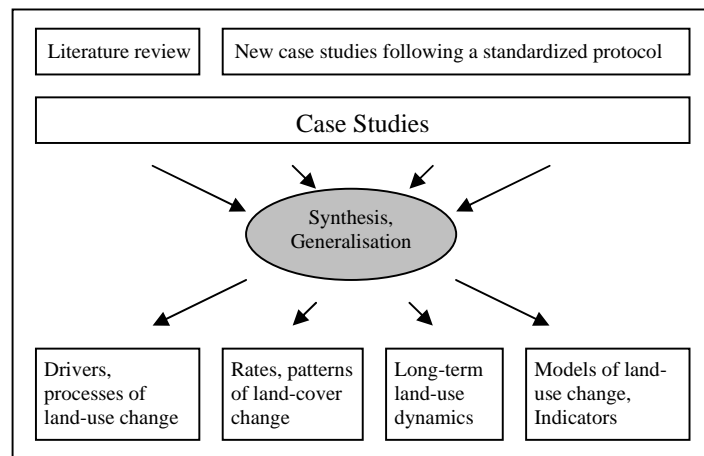 Literature review
New case studies following a standardized protocol
Case Studies
Synthesis,
Generalisation
Drivers,
processes of
land-use change
Rates, patterns
of land-cover
change
Long-term
land-use
dynamics
Models of land-
use change,
Indicators